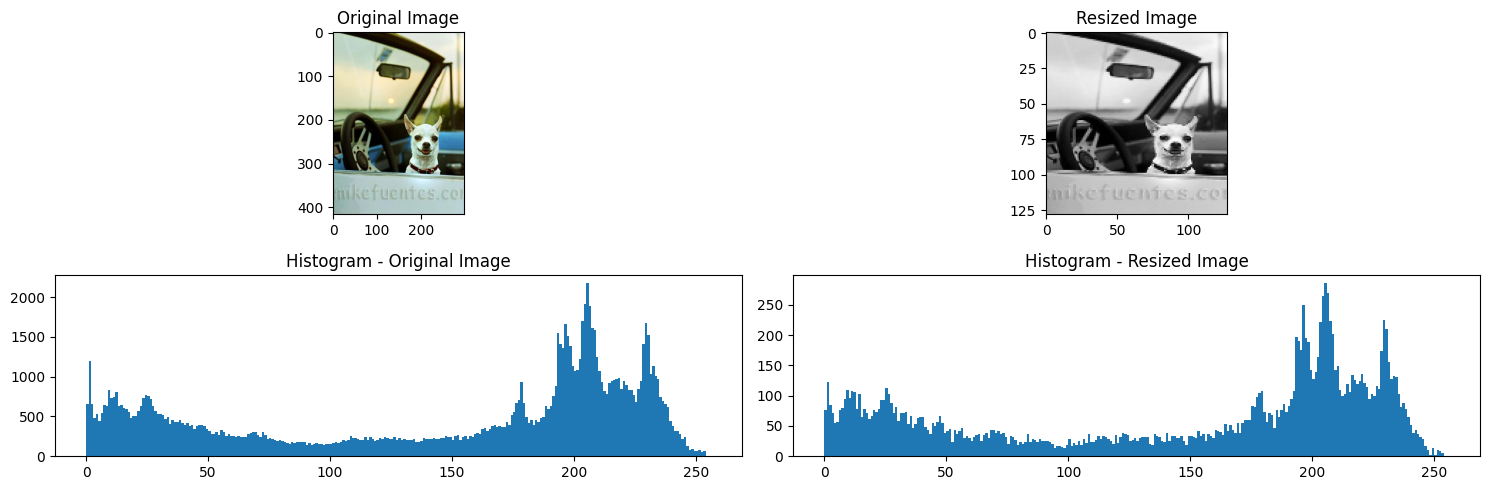 Original Image
Resized Image
0
100
200
300
400
0 100 200
mikefuentes.com
0
25
50
75
100
125
0 50 100
mikefuentes.com
Histogram - Original Image
Histogram - Resized Image
2000
1500
1000
500
0
0 50 100 150 200 250
300
250
200
150
100
50
0
0 50 100 150 200 250